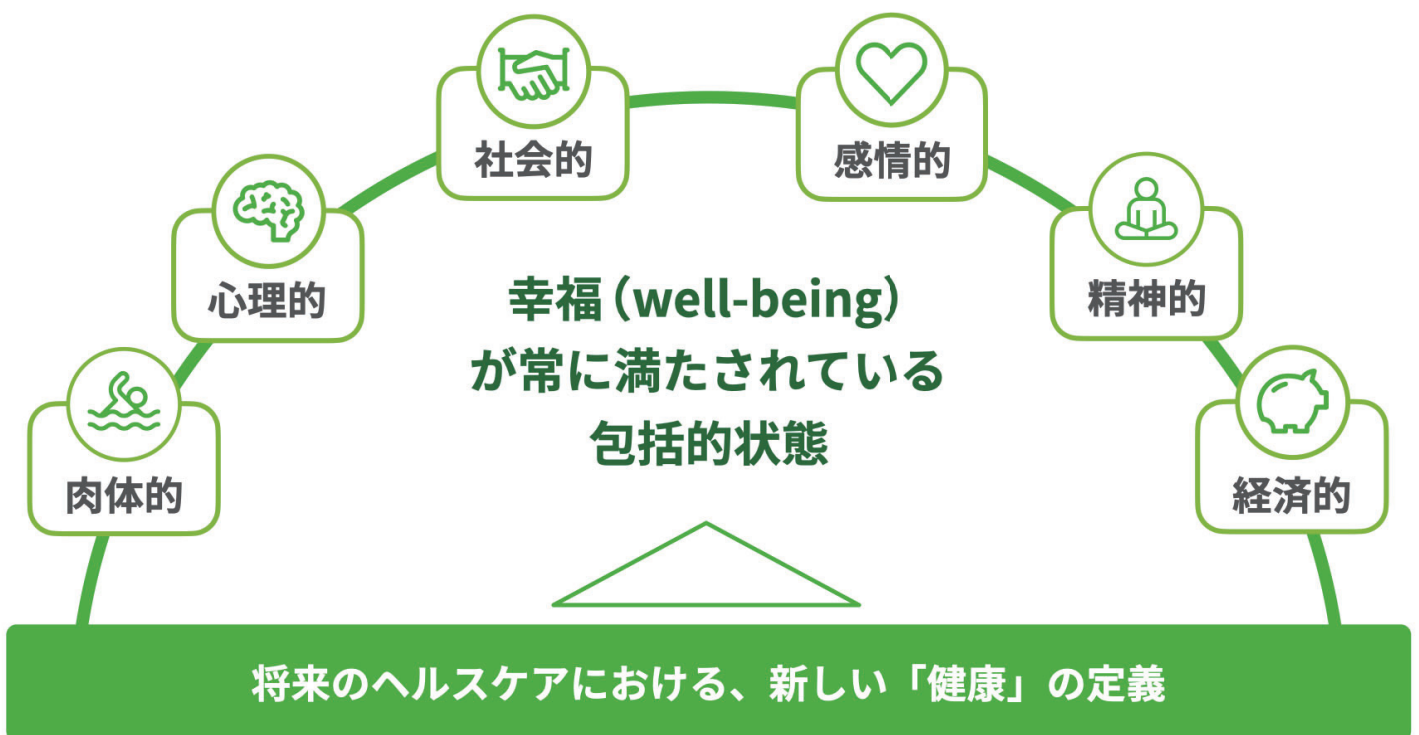 社会的
感情的
心理的
精神的
幸福（well-being）
が常に満たされている
包括的状態
肉体的
経済的
将来のヘルスケアにおける、新しい「健康」の定義